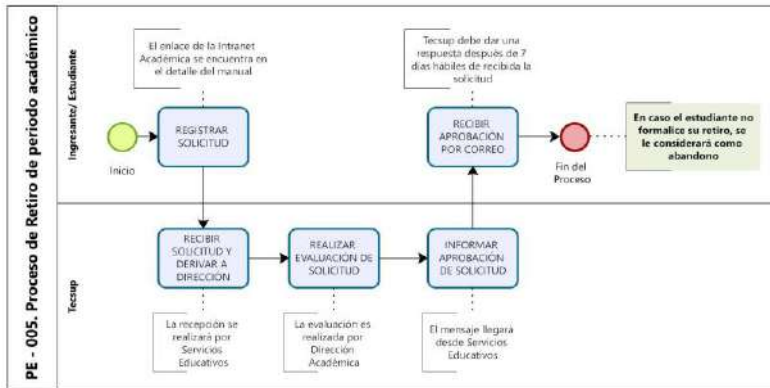 PE - 005. Proceso de Retiro de periodo académico
Ingresante/ Estudiante
El enlace de la Intranet
Académica se encuentra en
el detalle del manual
Tecsup debe dar una
respuesta después de 7
días hábiles de recibida la
solicitud
Inicio
REGISTRAR
SOLICITUD
RECIBIR
APROBACIÓN
POR CORREO
Fin del
Proceso
En caso el estudiante no
formalice su retiro, se
le considerará como
abandono
Tecsup
RECIBIR
SOLICITUD Y
DERIVAR A
DIRECCIÓN
REALIZAR
EVALUACIÓN DE
SOLICITUD
INFORMAR
APROBACIÓN
DE SOLICITUD
La recepción se
realizará por
Servicios
Educativos
La evaluación es
realizada por
Dirección
Académica
El mensaje llegará
desde Servicios
Educativos